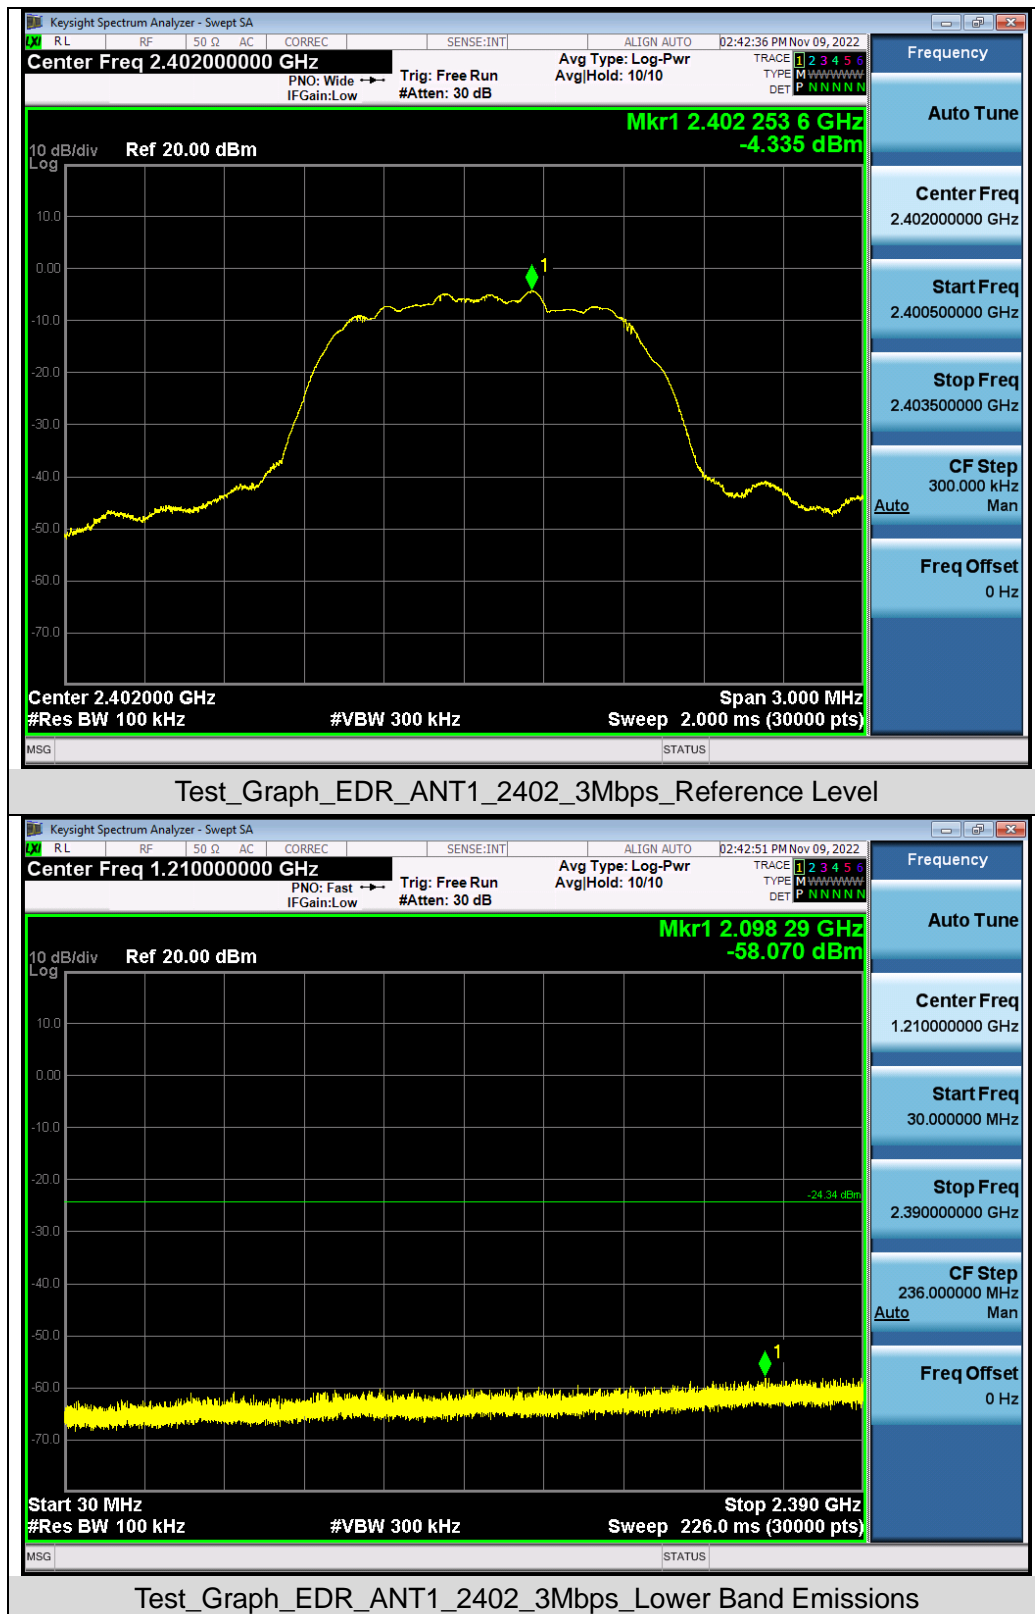 Keysight Spectrum Analyzer - Swept SA
LXI RL RF 50 Ω AC CORREC SENSE:INT ALIGN AUTO 02:42:36 PM Nov 09, 2022
Center Freq 2.402000000 GHz
PNO: Wide
IFGain:Low
Trig: Free Run
#Atten: 30 dB
Avg Type: Log-Pwr
Avg|Hold: 10/10
TRACE 1 2 3 4 5 6
TYPE M W W W W W
DET P N N N N N
Mkr1 2.402 253 6 GHz
-4.335 dBm
10 dB/div Ref 20.00 dBm
Log
10.0
0.00
-10.0
-20.0
-30.0
-40.0
-50.0
-60.0
-70.0
1
Center 2.402000 GHz Span 3.000 MHz
#Res BW 100 kHz #VBW 300 kHz Sweep 2.000 ms (30000 pts)
MSG STATUS
Frequency
Auto Tune
Center Freq
2.402000000 GHz
Start Freq
2.400500000 GHz
Stop Freq
2.403500000 GHz
CF Step
300.000 kHz
Auto Man
Freq Offset
0 Hz
Test_Graph_EDR_ANT1_2402_3Mbps_Reference Level
Keysight Spectrum Analyzer - Swept SA
LXI RL RF 50 Ω AC CORREC SENSE:INT ALIGN AUTO 02:42:51 PM Nov 09, 2022
Center Freq 1.210000000 GHz
PNO: Fast
IFGain:Low
Trig: Free Run
#Atten: 30 dB
Avg Type: Log-Pwr
Avg|Hold: 10/10
TRACE 1 2 3 4 5 6
TYPE M W W W W W
DET P N N N N N
Mkr1 2.098 29 GHz
-58.070 dBm
10 dB/div Ref 20.00 dBm
Log
10.0
0.00
-10.0
-20.0
-24.34 dBm
-30.0
-40.0
-50.0
-60.0
-70.0
1
Start 30 MHz Stop 2.390 GHz
#Res BW 100 kHz #VBW 300 kHz Sweep 226.0 ms (30000 pts)
MSG STATUS
Frequency
Auto Tune
Center Freq
1.210000000 GHz
Start Freq
30.000000 MHz
Stop Freq
2.390000000 GHz
CF Step
236.000000 MHz
Auto Man
Freq Offset
0 Hz
Test_Graph_EDR_ANT1_2402_3Mbps_Lower Band Emissions